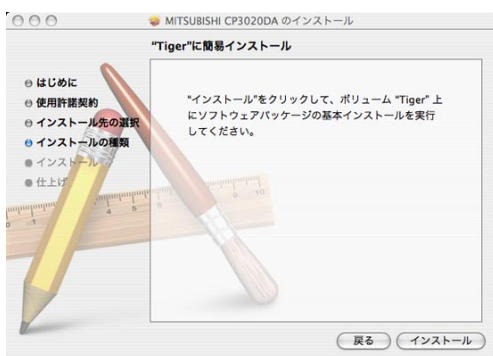 MITSUBISHI CP3020DA のインストール
“Tiger”に簡易インストール
はじめに
使用許諾契約
インストール先の選択
インストールの種類
インストール
仕上げ
“インストール”をクリックして、ボリューム “Tiger” 上
にソフトウェアパッケージの基本インストールを実行
してください。
0 1 4 5 9 10
戻る
インストール